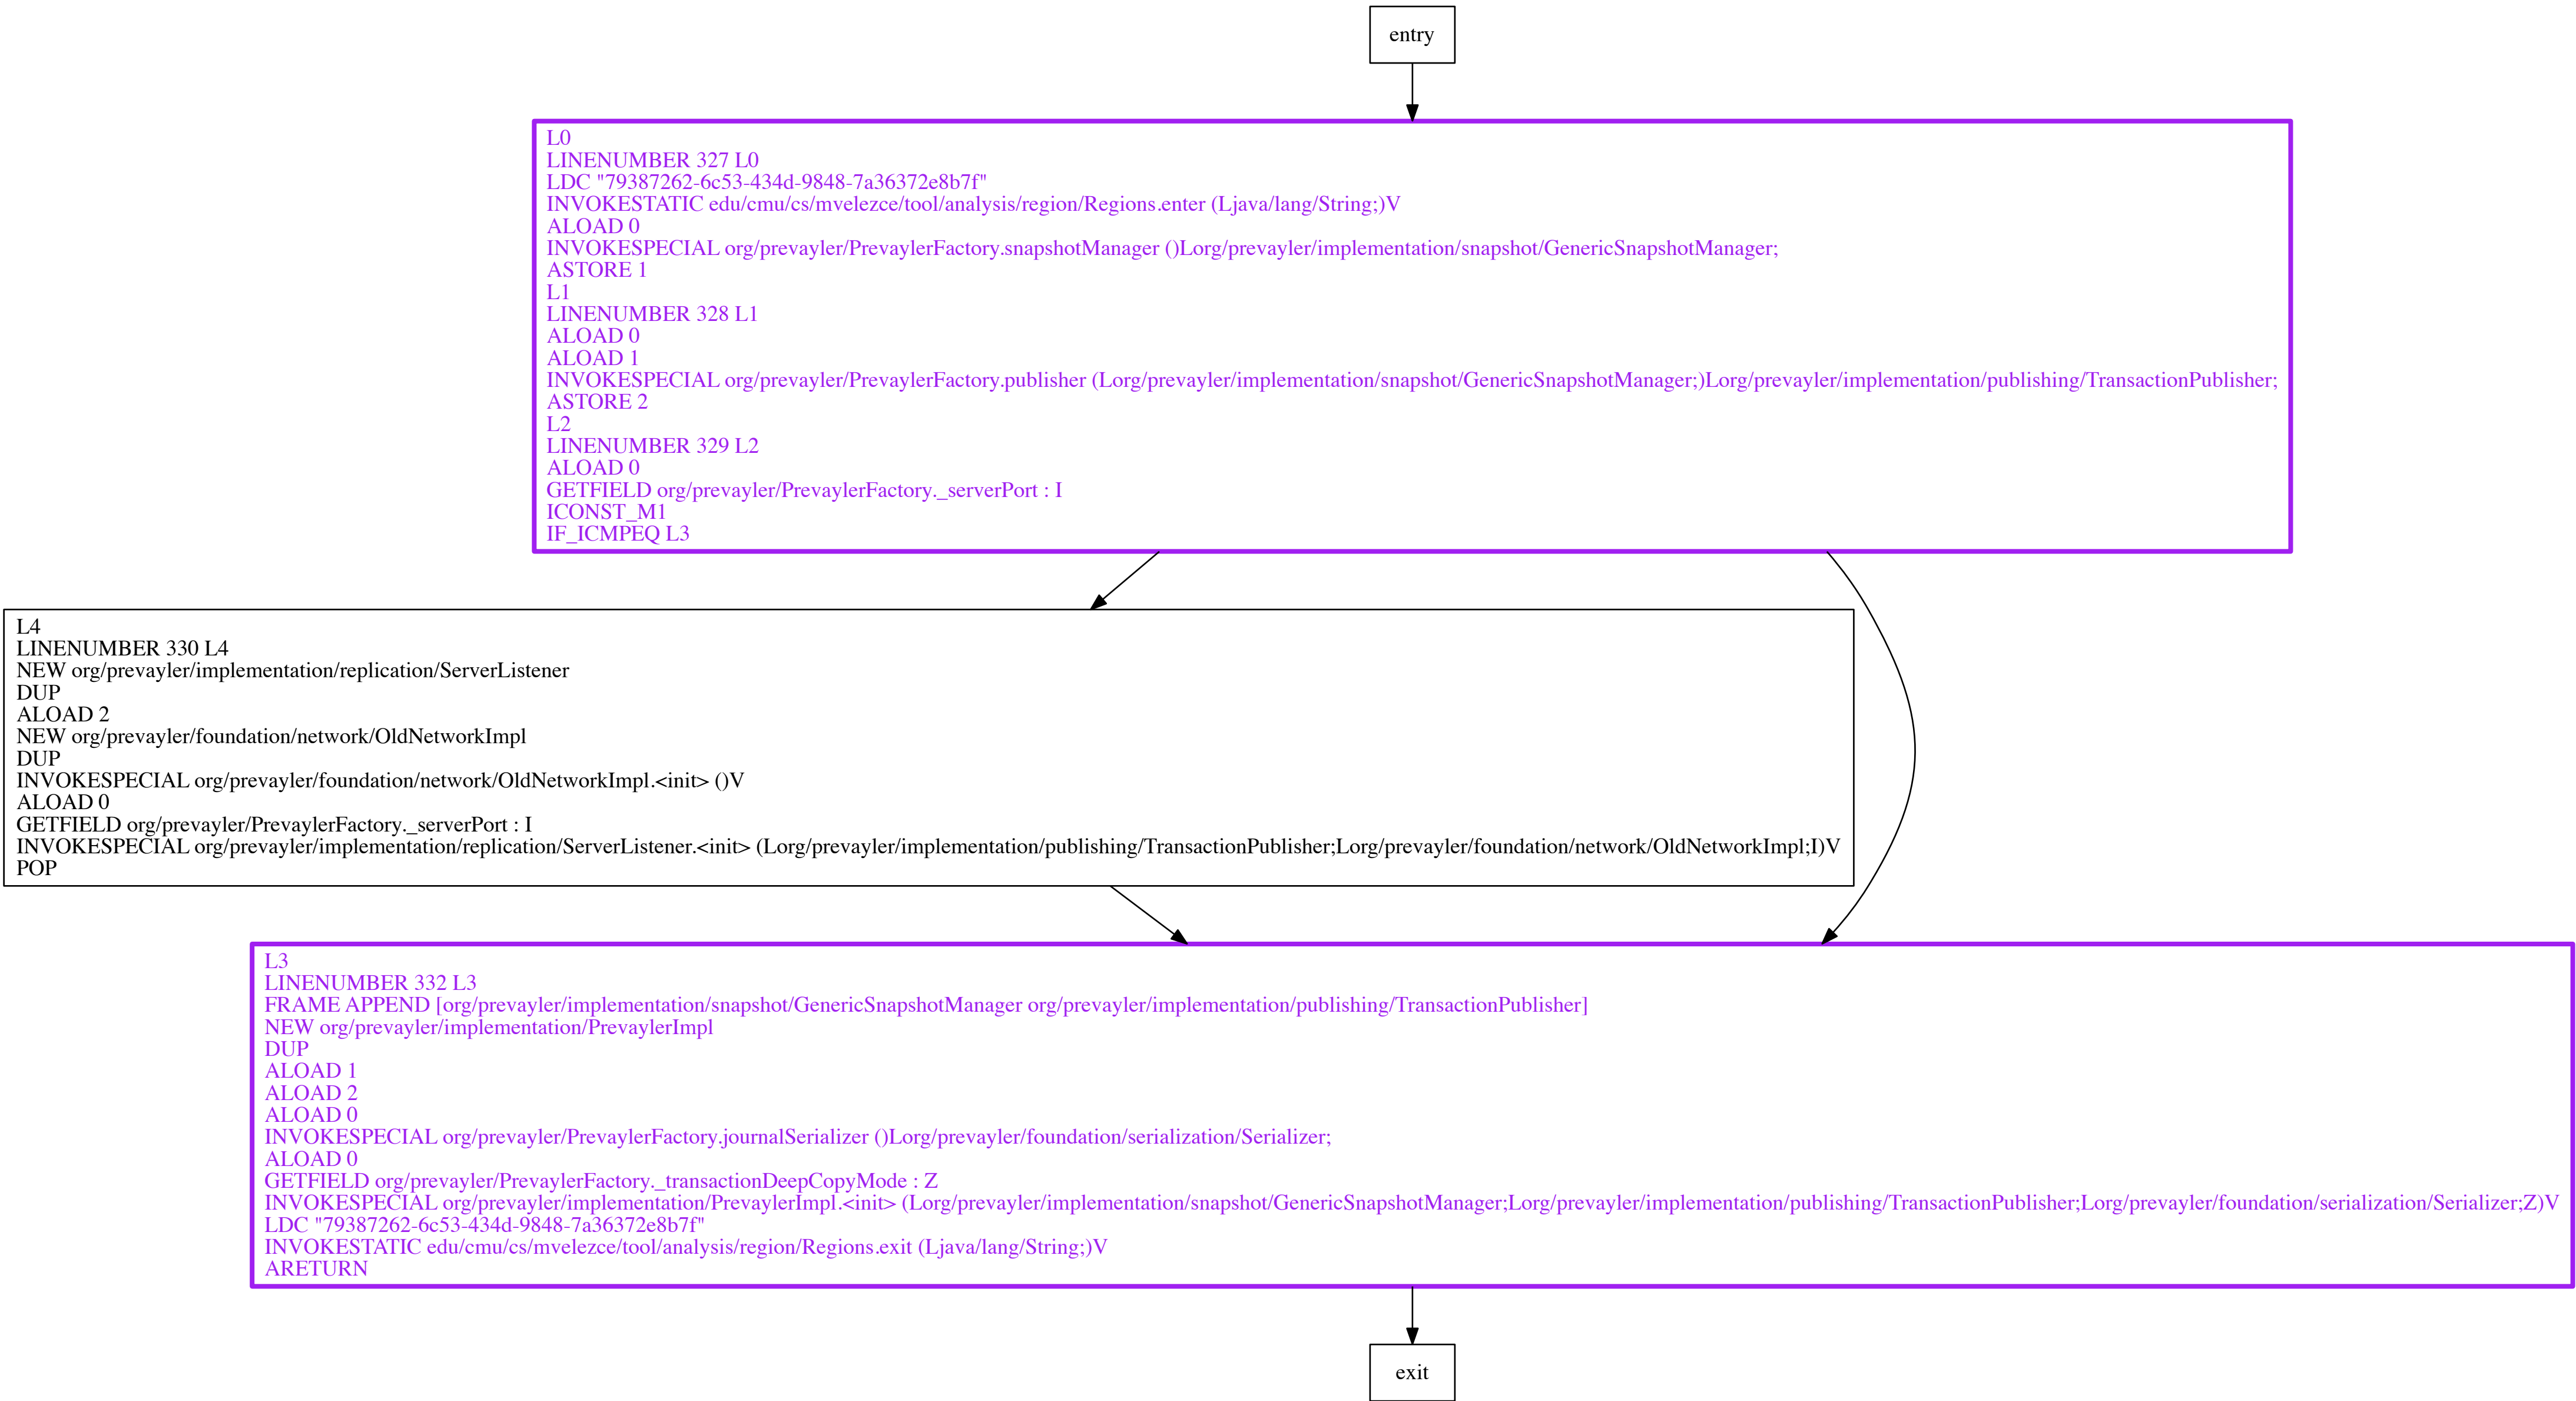 entry
L0
LINENUMBER 327 L0
LDC "79387262-6c53-434d-9848-7a36372e8b7f"
INVOKESTATIC edu/cmu/cs/mvelezce/tool/analysis/region/Regions.enter (Ljava/lang/String;)V
ALOAD 0
INVOKESPECIAL org/prevayler/PrevaylerFactory.snapshotManager ()Lorg/prevayler/implementation/snapshot/GenericSnapshotManager;
ASTORE 1
L1
LINENUMBER 328 L1
ALOAD 0
ALOAD 1
INVOKESPECIAL org/prevayler/PrevaylerFactory.publisher (Lorg/prevayler/implementation/snapshot/GenericSnapshotManager;)Lorg/prevayler/implementation/publishing/TransactionPublisher;
ASTORE 2
L2
LINENUMBER 329 L2
ALOAD 0
GETFIELD org/prevayler/PrevaylerFactory._serverPort : I
ICONST_M1
IF_ICMPEQ L3
L4
LINENUMBER 330 L4
NEW org/prevayler/implementation/replication/ServerListener
DUP
ALOAD 2
NEW org/prevayler/foundation/network/OldNetworkImpl
DUP
INVOKESPECIAL org/prevayler/foundation/network/OldNetworkImpl.<init> ()V
ALOAD 0
GETFIELD org/prevayler/PrevaylerFactory._serverPort : I
INVOKESPECIAL org/prevayler/implementation/replication/ServerListener.<init> (Lorg/prevayler/implementation/publishing/TransactionPublisher;Lorg/prevayler/foundation/network/OldNetworkImpl;I)V
POP
L3
LINENUMBER 332 L3
FRAME APPEND [org/prevayler/implementation/snapshot/GenericSnapshotManager org/prevayler/implementation/publishing/TransactionPublisher]
NEW org/prevayler/implementation/PrevaylerImpl
DUP
ALOAD 1
ALOAD 2
ALOAD 0
INVOKESPECIAL org/prevayler/PrevaylerFactory.journalSerializer ()Lorg/prevayler/foundation/serialization/Serializer;
ALOAD 0
GETFIELD org/prevayler/PrevaylerFactory._transactionDeepCopyMode : Z
INVOKESPECIAL org/prevayler/implementation/PrevaylerImpl.<init> (Lorg/prevayler/implementation/snapshot/GenericSnapshotManager;Lorg/prevayler/implementation/publishing/TransactionPublisher;Lorg/prevayler/foundation/serialization/Serializer;Z)V
LDC "79387262-6c53-434d-9848-7a36372e8b7f"
INVOKESTATIC edu/cmu/cs/mvelezce/tool/analysis/region/Regions.exit (Ljava/lang/String;)V
ARETURN
exit